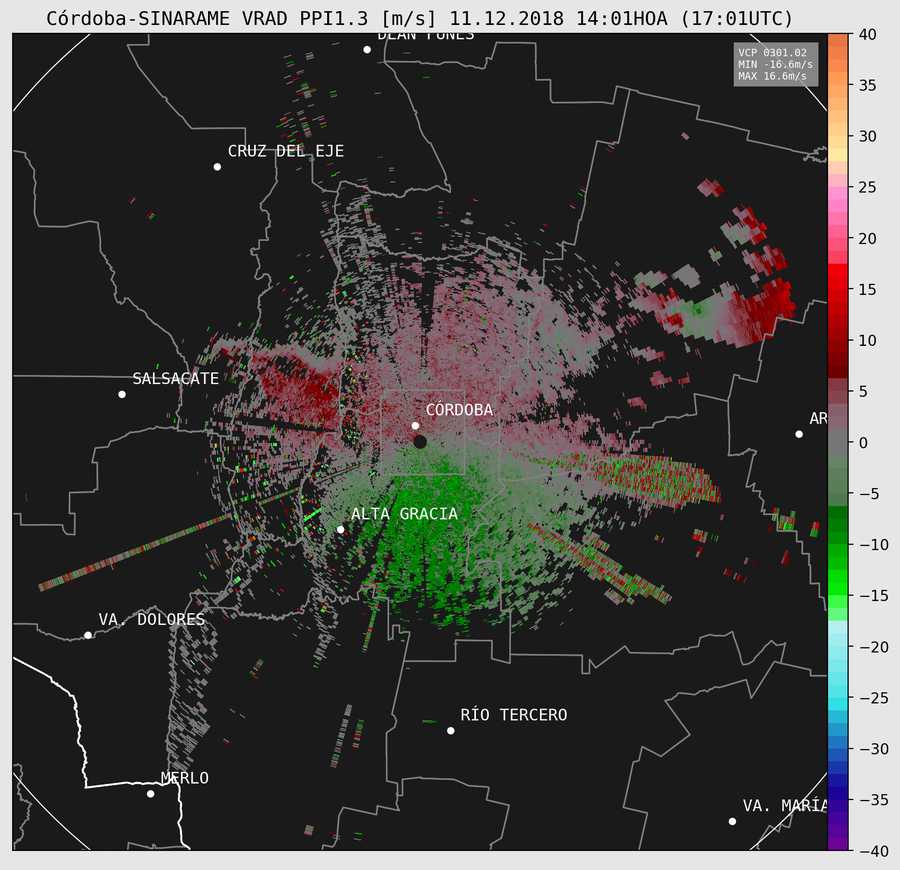 Córdoba-SINARAME VRAD PPI1.3 [m/s] 11.12.2018 14:01HOA (17:01UTC)
DEAN FUNES
VCP 0301.02
MIN -16.6m/s
MAX 16.6m/s
CRUZ DEL EJE
SALSACATE
CÓRDOBA
AR
ALTA GRACIA
VA. DOLORES
RÍO TERCERO
MERLO
VA. MARÍA
40
35
30
25
20
15
10
5
0
−5
−10
−15
−20
−25
−30
−35
−40